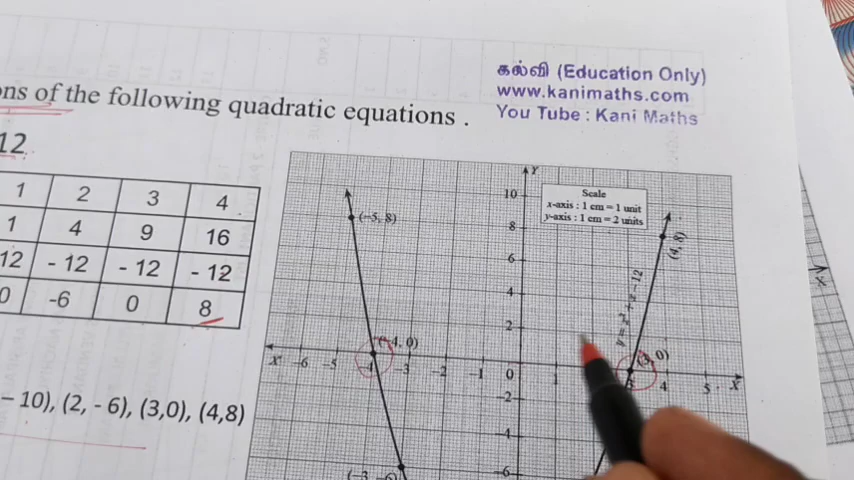 கல்வி (Education Only)
www.kanimaths.com
You Tube : Kani Maths
ns of the following quadratic equations .
12
1 2 3 4
1 4 9 16
12 - 12 - 12 - 12
0 -6 0 8
– 10), (2, - 6), (3,0), (4,8)
Y
Scale
x-axis : 1 cm = 1 unit
y-axis : 1 cm = 2 units
10
8
6
4
2
(–5, 8)
(4, 8)
y = x² + x – 12
(–4, 0)
(3, 0)
X' –6 –5 –4 –3 –2 –1 0 1 3 4 5 X
–2
–4
–6
(–3, –6)
X